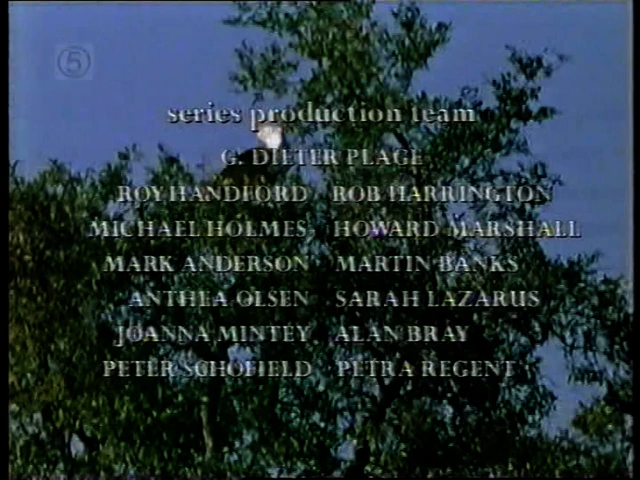 5
series production team
G. DIETER PLAGE
ROY HANDFORD ROB HARRINGTON
MICHAEL HOLMES HOWARD MARSHALL
MARK ANDERSON MARTIN BANKS
ANTHEA OLSEN SARAH LAZARUS
JOANNA MINTEY ALAN BRAY
PETER SCHOFIELD PETRA REGENT